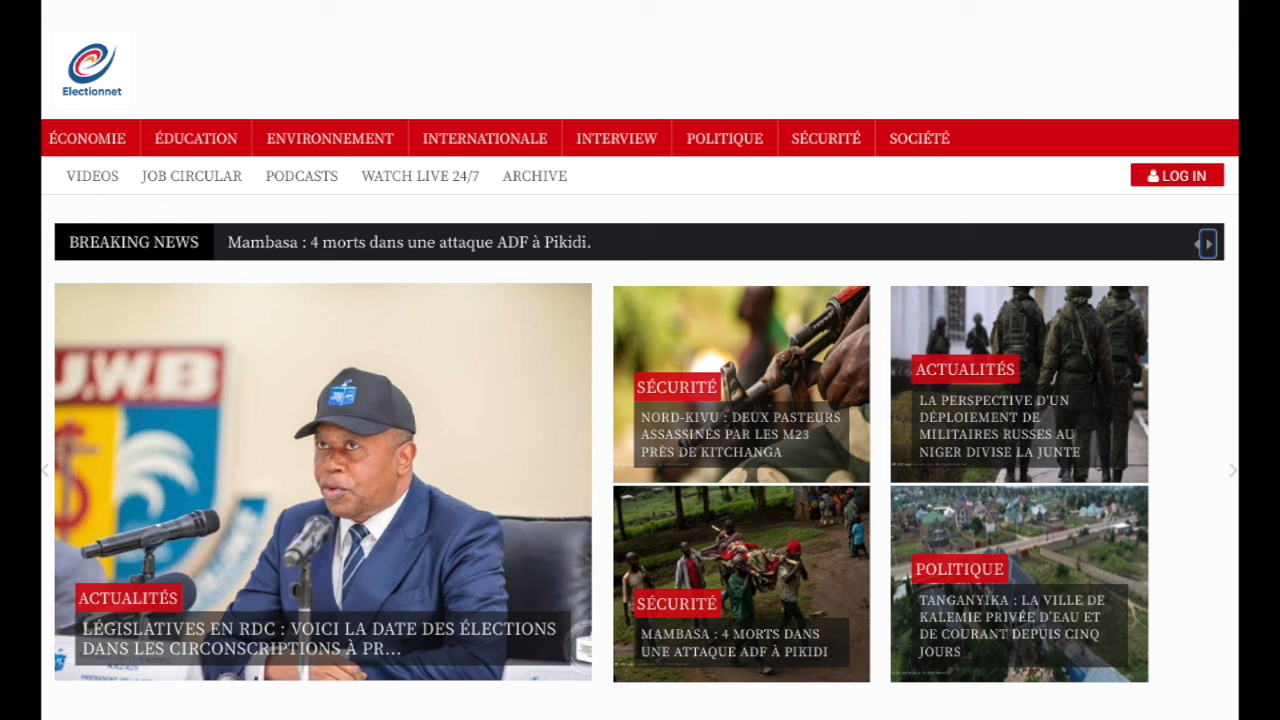 Electionnet
ÉCONOMIE
ÉDUCATION
ENVIRONNEMENT
INTERNATIONALE
INTERVIEW
POLITIQUE
SÉCURITÉ
SOCIÉTÉ
VIDEOS
JOB CIRCULAR
PODCASTS
WATCH LIVE 24/7
ARCHIVE
LOG IN
BREAKING NEWS
Mambasa : 4 morts dans une attaque ADF à Pikidi.
U.W.B
ACTUALITÉS
LÉGISLATIVES EN RDC : VOICI LA DATE DES ÉLECTIONS
DANS LES CIRCONSCRIPTIONS À PR...
SÉCURITÉ
NORD-KIVU : DEUX PASTEURS
ASSASSINÉS PAR LES M23
PRÈS DE KITCHANGA
ACTUALITÉS
LA PERSPECTIVE D'UN
DÉPLOIEMENT DE
MILITAIRES RUSSES AU
NIGER DIVISE LA JUNTE
SÉCURITÉ
MAMBASA : 4 MORTS DANS
UNE ATTAQUE ADF À PIKIDI
POLITIQUE
TANGANYIKA : LA VILLE DE
KALEMIE PRIVÉE D'EAU ET
DE COURANT DEPUIS CINQ
JOURS